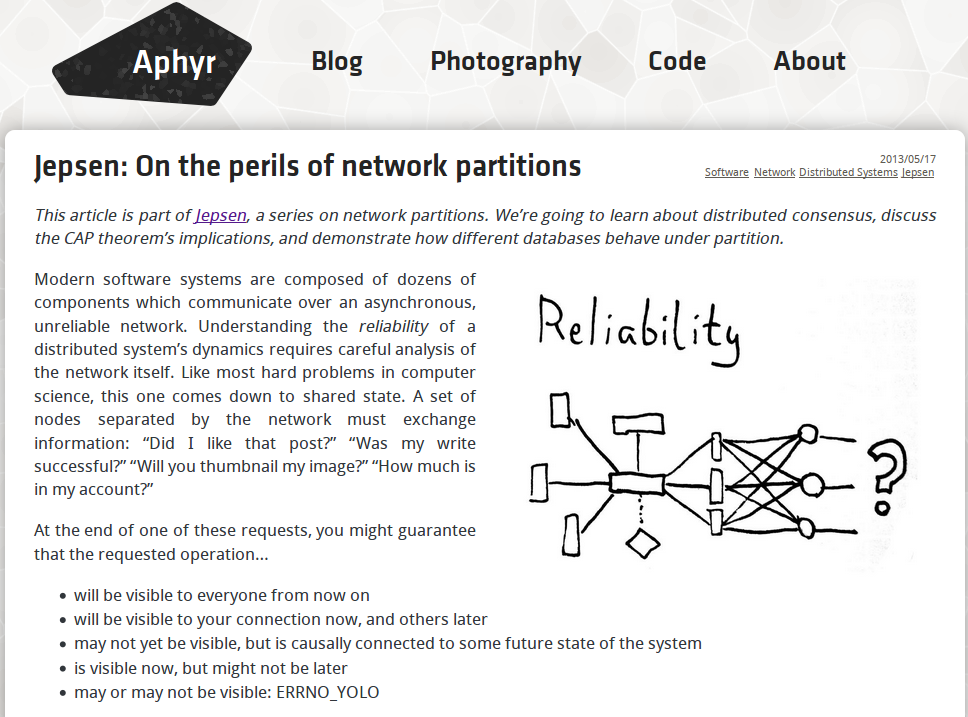 Aphyr
Blog
Photography
Code
About
Jepsen: On the perils of network partitions
2013/05/17
Software Network Distributed Systems Jepsen
This article is part of Jepsen, a series on network partitions. We’re going to learn about distributed consensus, discuss
the CAP theorem’s implications, and demonstrate how different databases behave under partition.
Modern software systems are composed of dozens of
components which communicate over an asynchronous,
unreliable network. Understanding the reliability of a
distributed system’s dynamics requires careful analysis of
the network itself. Like most hard problems in computer
science, this one comes down to shared state. A set of
nodes separated by the network must exchange
information: “Did I like that post?” “Was my write
successful?” “Will you thumbnail my image?” “How much is
in my account?”
Reliability
?
At the end of one of these requests, you might guarantee
that the requested operation…
• will be visible to everyone from now on
• will be visible to your connection now, and others later
• may not yet be visible, but is causally connected to some future state of the system
• is visible now, but might not be later
• may or may not be visible: ERRNO_YOLO